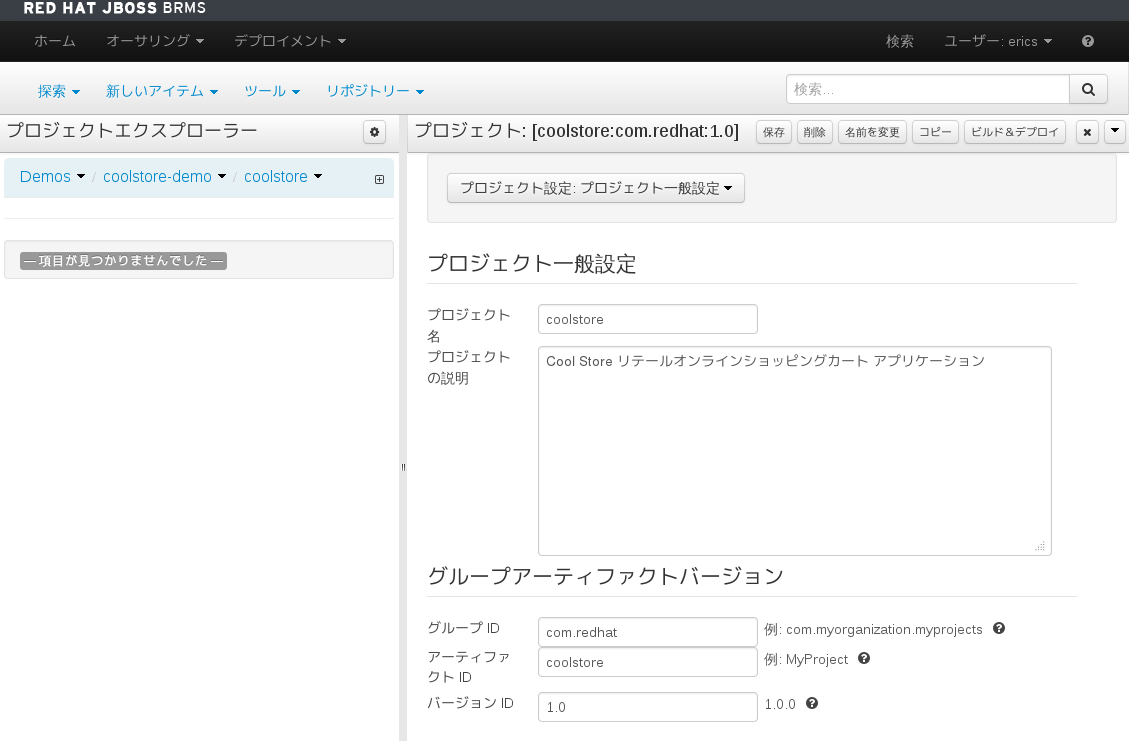 RED HAT JBOSS BRMS
ホーム オーサリング デプロイメント 検索 ユーザー: erics
探索 新しいアイテム ツール リポジトリー 検索...
プロジェクトエクスプローラー
プロジェクト: [coolstore:com.redhat:1.0] 保存 削除 名前を変更 コピー ビルド＆デプロイ
Demos / coolstore-demo / coolstore
プロジェクト設定: プロジェクト一般設定
— 項目が見つかりませんでした —
プロジェクト一般設定
プロジェクト
名
coolstore
プロジェクト
の説明
Cool Store リテールオンラインショッピングカート アプリケーション
グループアーティファクトバージョン
グループ ID com.redhat 例: com.myorganization.myprojects
アーティファ
クト ID
coolstore 例: MyProject
バージョン ID 1.0 1.0.0